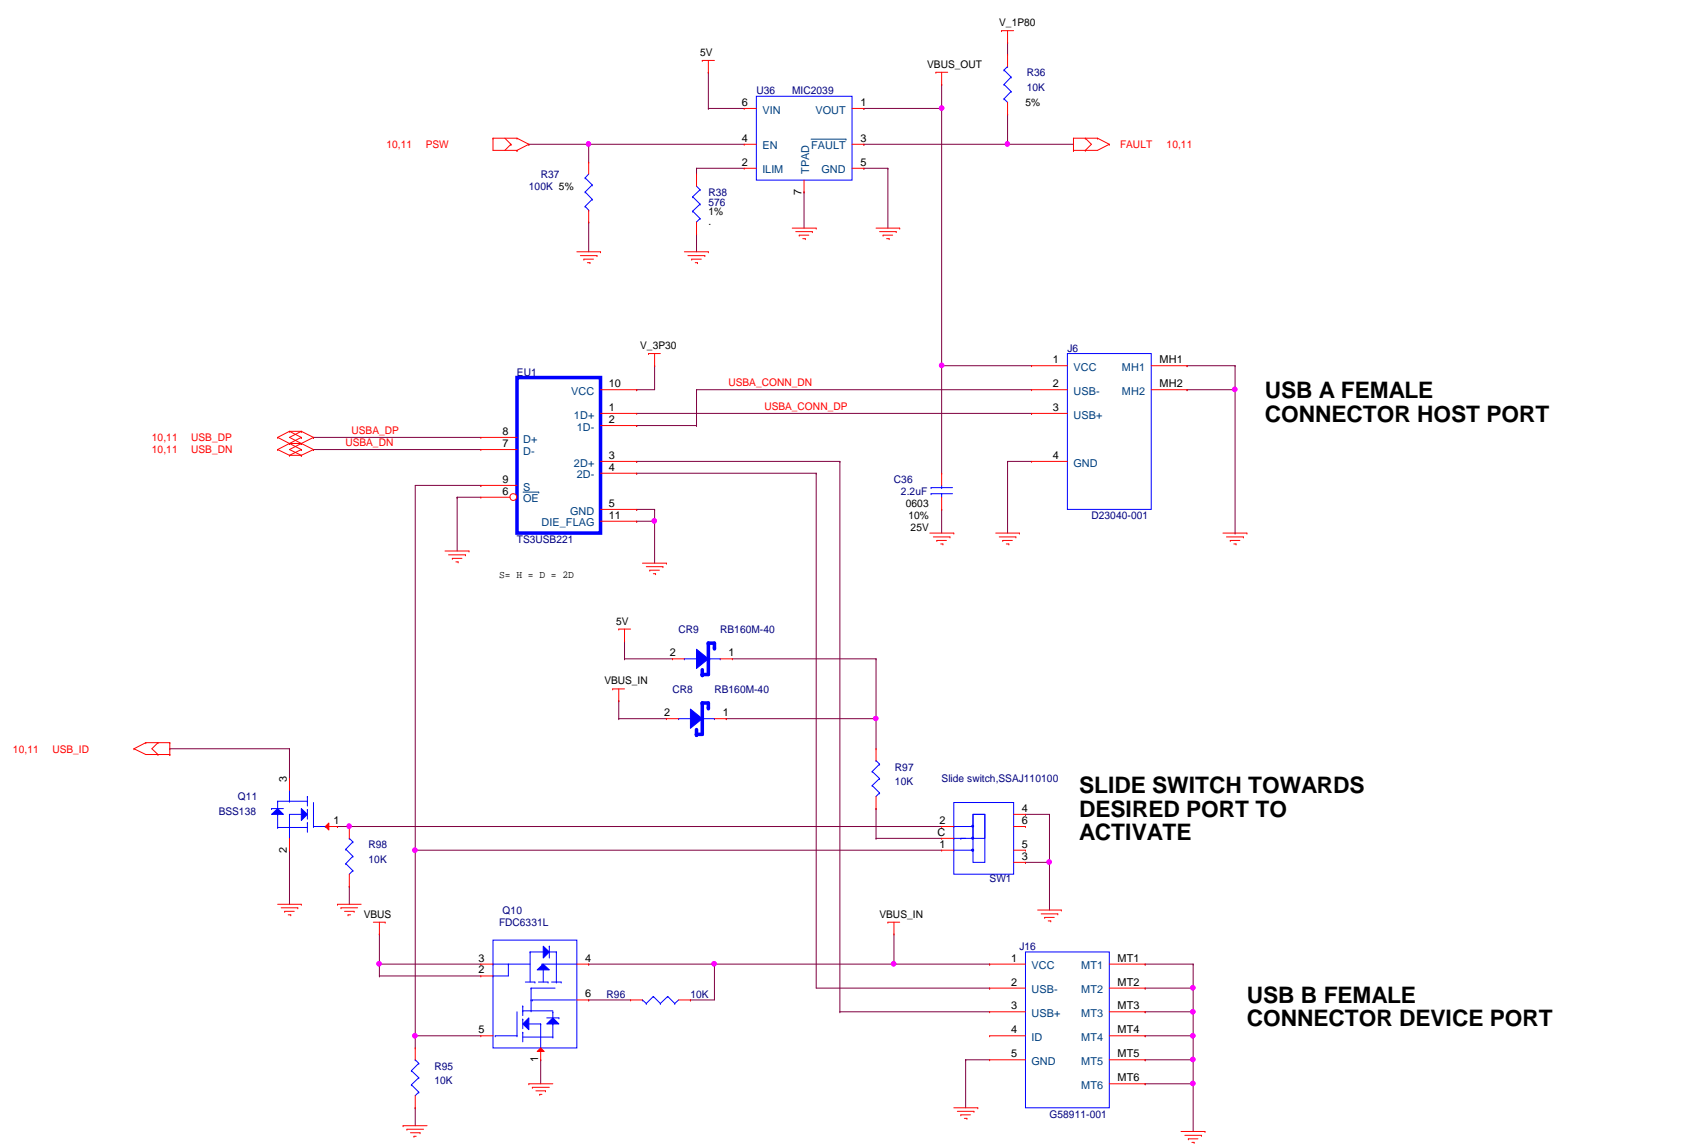 V_1P80
5V
VBUS_OUT
R36
10K
5%
U36 MIC2039
6 VIN VOUT 1
10,11 PSW
4 EN FAULT 3
FAULT 10,11
2 ILIM TPAD GND 5
7
R37
100K 5%
R38
576
1%
.
V_3P30
J6
EU1
VCC 10
1 VCC MH1 MH1
USBA_CONN_DN
2 USB- MH2 MH2
USB A FEMALE
CONNECTOR HOST PORT
1D+ 1
USBA_CONN_DP
3 USB+
1D- 2
10,11 USB_DP
USBA_DP
8 D+
10,11 USB_DN
USBA_DN
7 D-
2D+ 3
2D- 4
4 GND
9 S
6 OE
C36
2.2uF
0603
10%
25V
GND 5
DIE_FLAG 11
D23040-001
TS3USB221
S= H = D = 2D
5V
CR9 RB160M-40
2 1
VBUS_IN
CR8 RB160M-40
2 1
10,11 USB_ID
3
Q11
BSS138
1
2
R97
10K
Slide switch,SSAJ110100
SLIDE SWITCH TOWARDS
DESIRED PORT TO
ACTIVATE
2 4
C 6
1 5
3
SW1
R98
10K
VBUS
Q10
FDC6331L
VBUS_IN
3 4
2
6 R96 10K
5
1
R95
10K
J16
1 VCC MT1 MT1
2 USB- MT2 MT2
3 USB+ MT3 MT3
4 ID MT4 MT4
5 GND MT5 MT5
MT6 MT6
G58911-001
USB B FEMALE
CONNECTOR DEVICE PORT